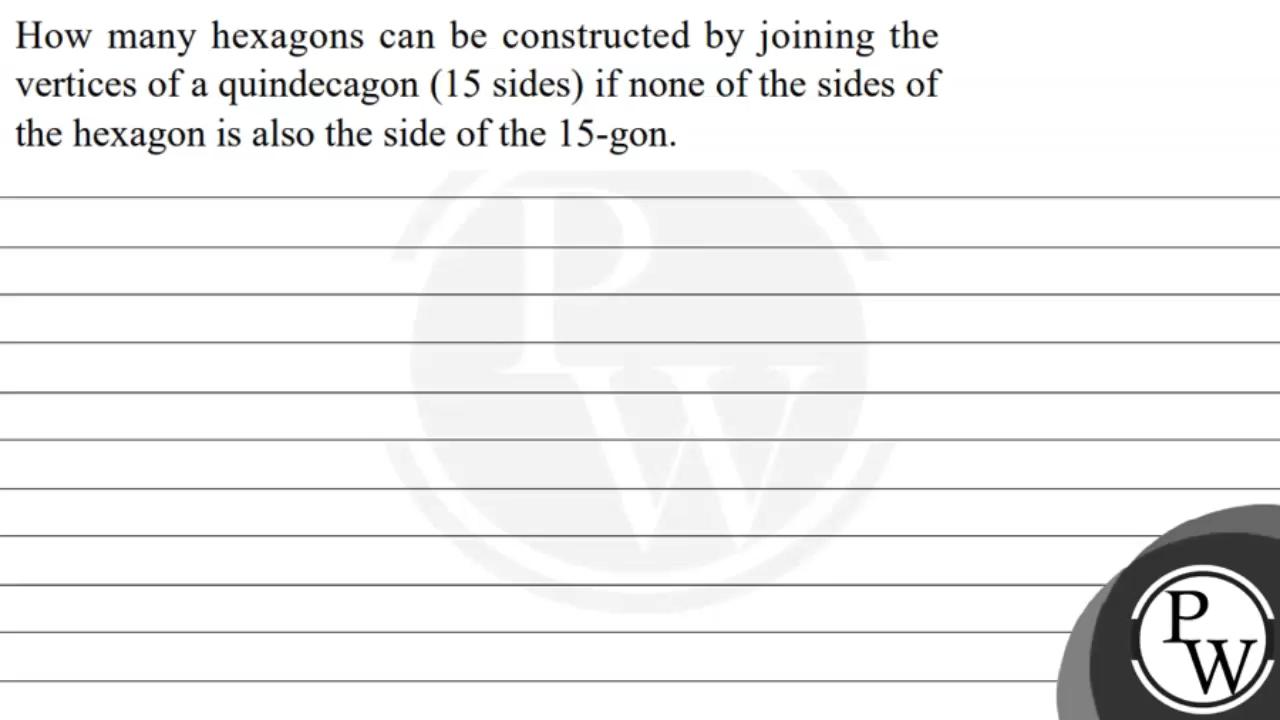 How many hexagons can be constructed by joining the
vertices of a quindecagon (15 sides) if none of the sides of
the hexagon is also the side of the 15-gon.
PW
PW